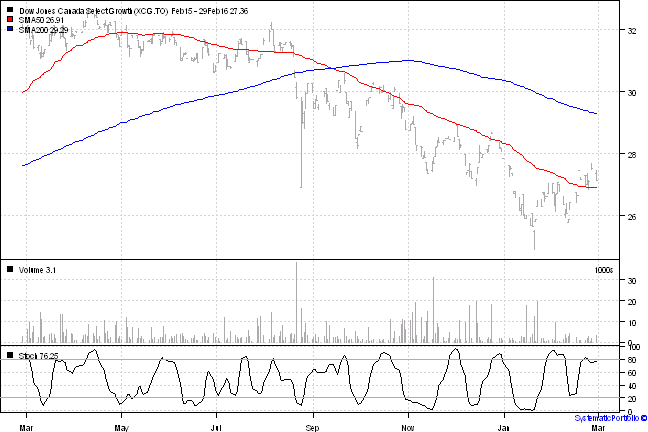 Dow Jones Canada Select Growth (XCG.TO) Feb15 - 29Feb16 27.36
SMA50 26.91
SMA200 29.29
32
30
28
26
Volume 3.1
1000s
30
20
10
0
Stoch 76.25
100
80
60
40
20
0
Mar
May
Jul
Sep
Nov
Jan
Mar
SystematicPortfolio ©